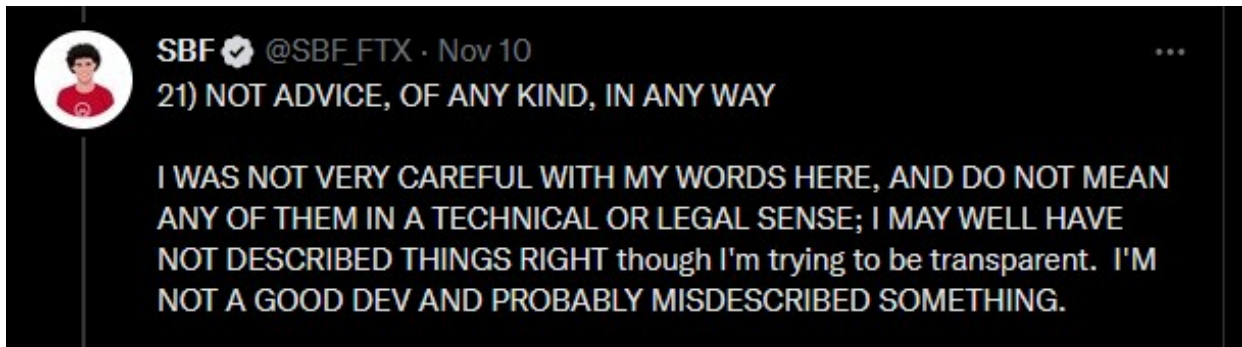 SBF @SBF_FTX · Nov 10
21) NOT ADVICE, OF ANY KIND, IN ANY WAY
I WAS NOT VERY CAREFUL WITH MY WORDS HERE, AND DO NOT MEAN
ANY OF THEM IN A TECHNICAL OR LEGAL SENSE; I MAY WELL HAVE
NOT DESCRIBED THINGS RIGHT though I'm trying to be transparent.  I'M
NOT A GOOD DEV AND PROBABLY MISDESCRIBED SOMETHING.